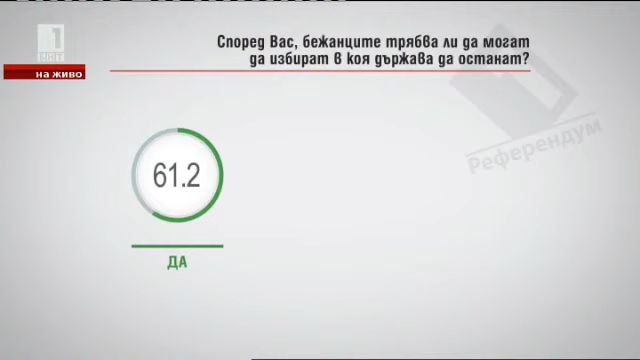 Според Вас, бежанците трябва ли да могат
да избират в коя държава да останат?
1
БНТ
на живо
Референдум
61.2
ДА